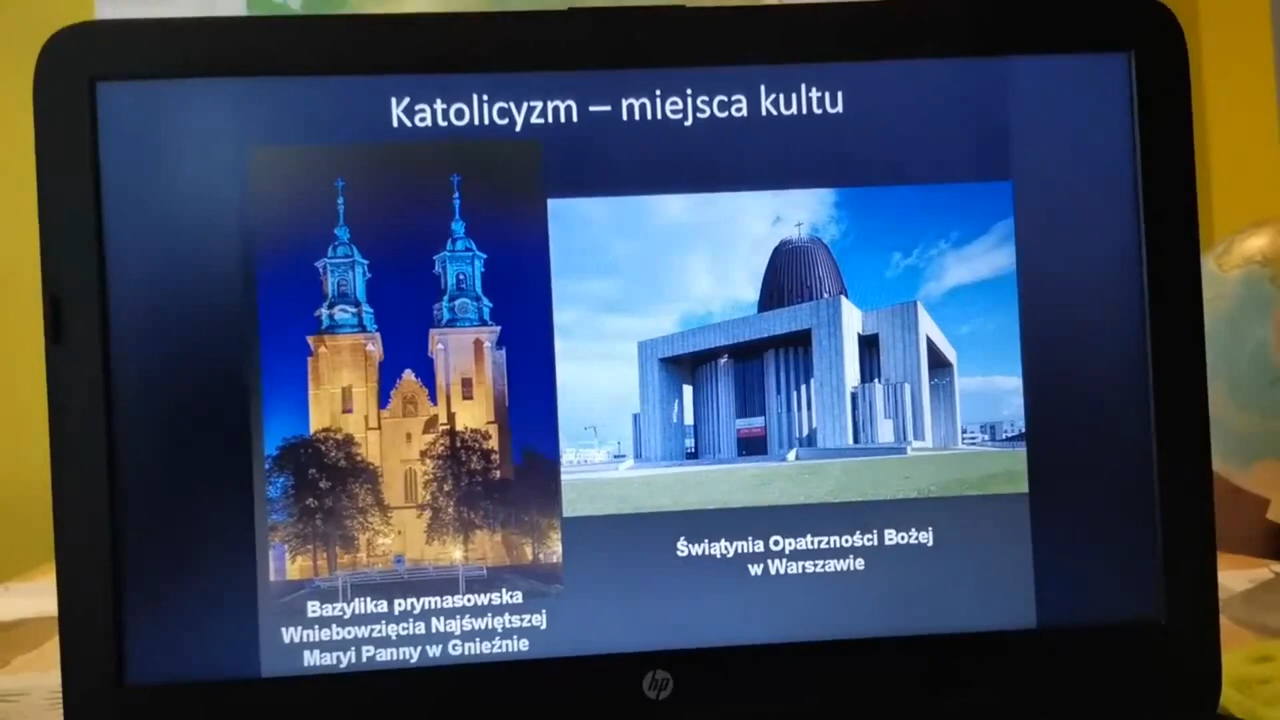 Katolicyzm – miejsca kultu
Bazylika prymasowska
Wniebowzięcia Najświętszej
Maryi Panny w Gnieźnie
Świątynia Opatrzności Bożej
w Warszawie
hp